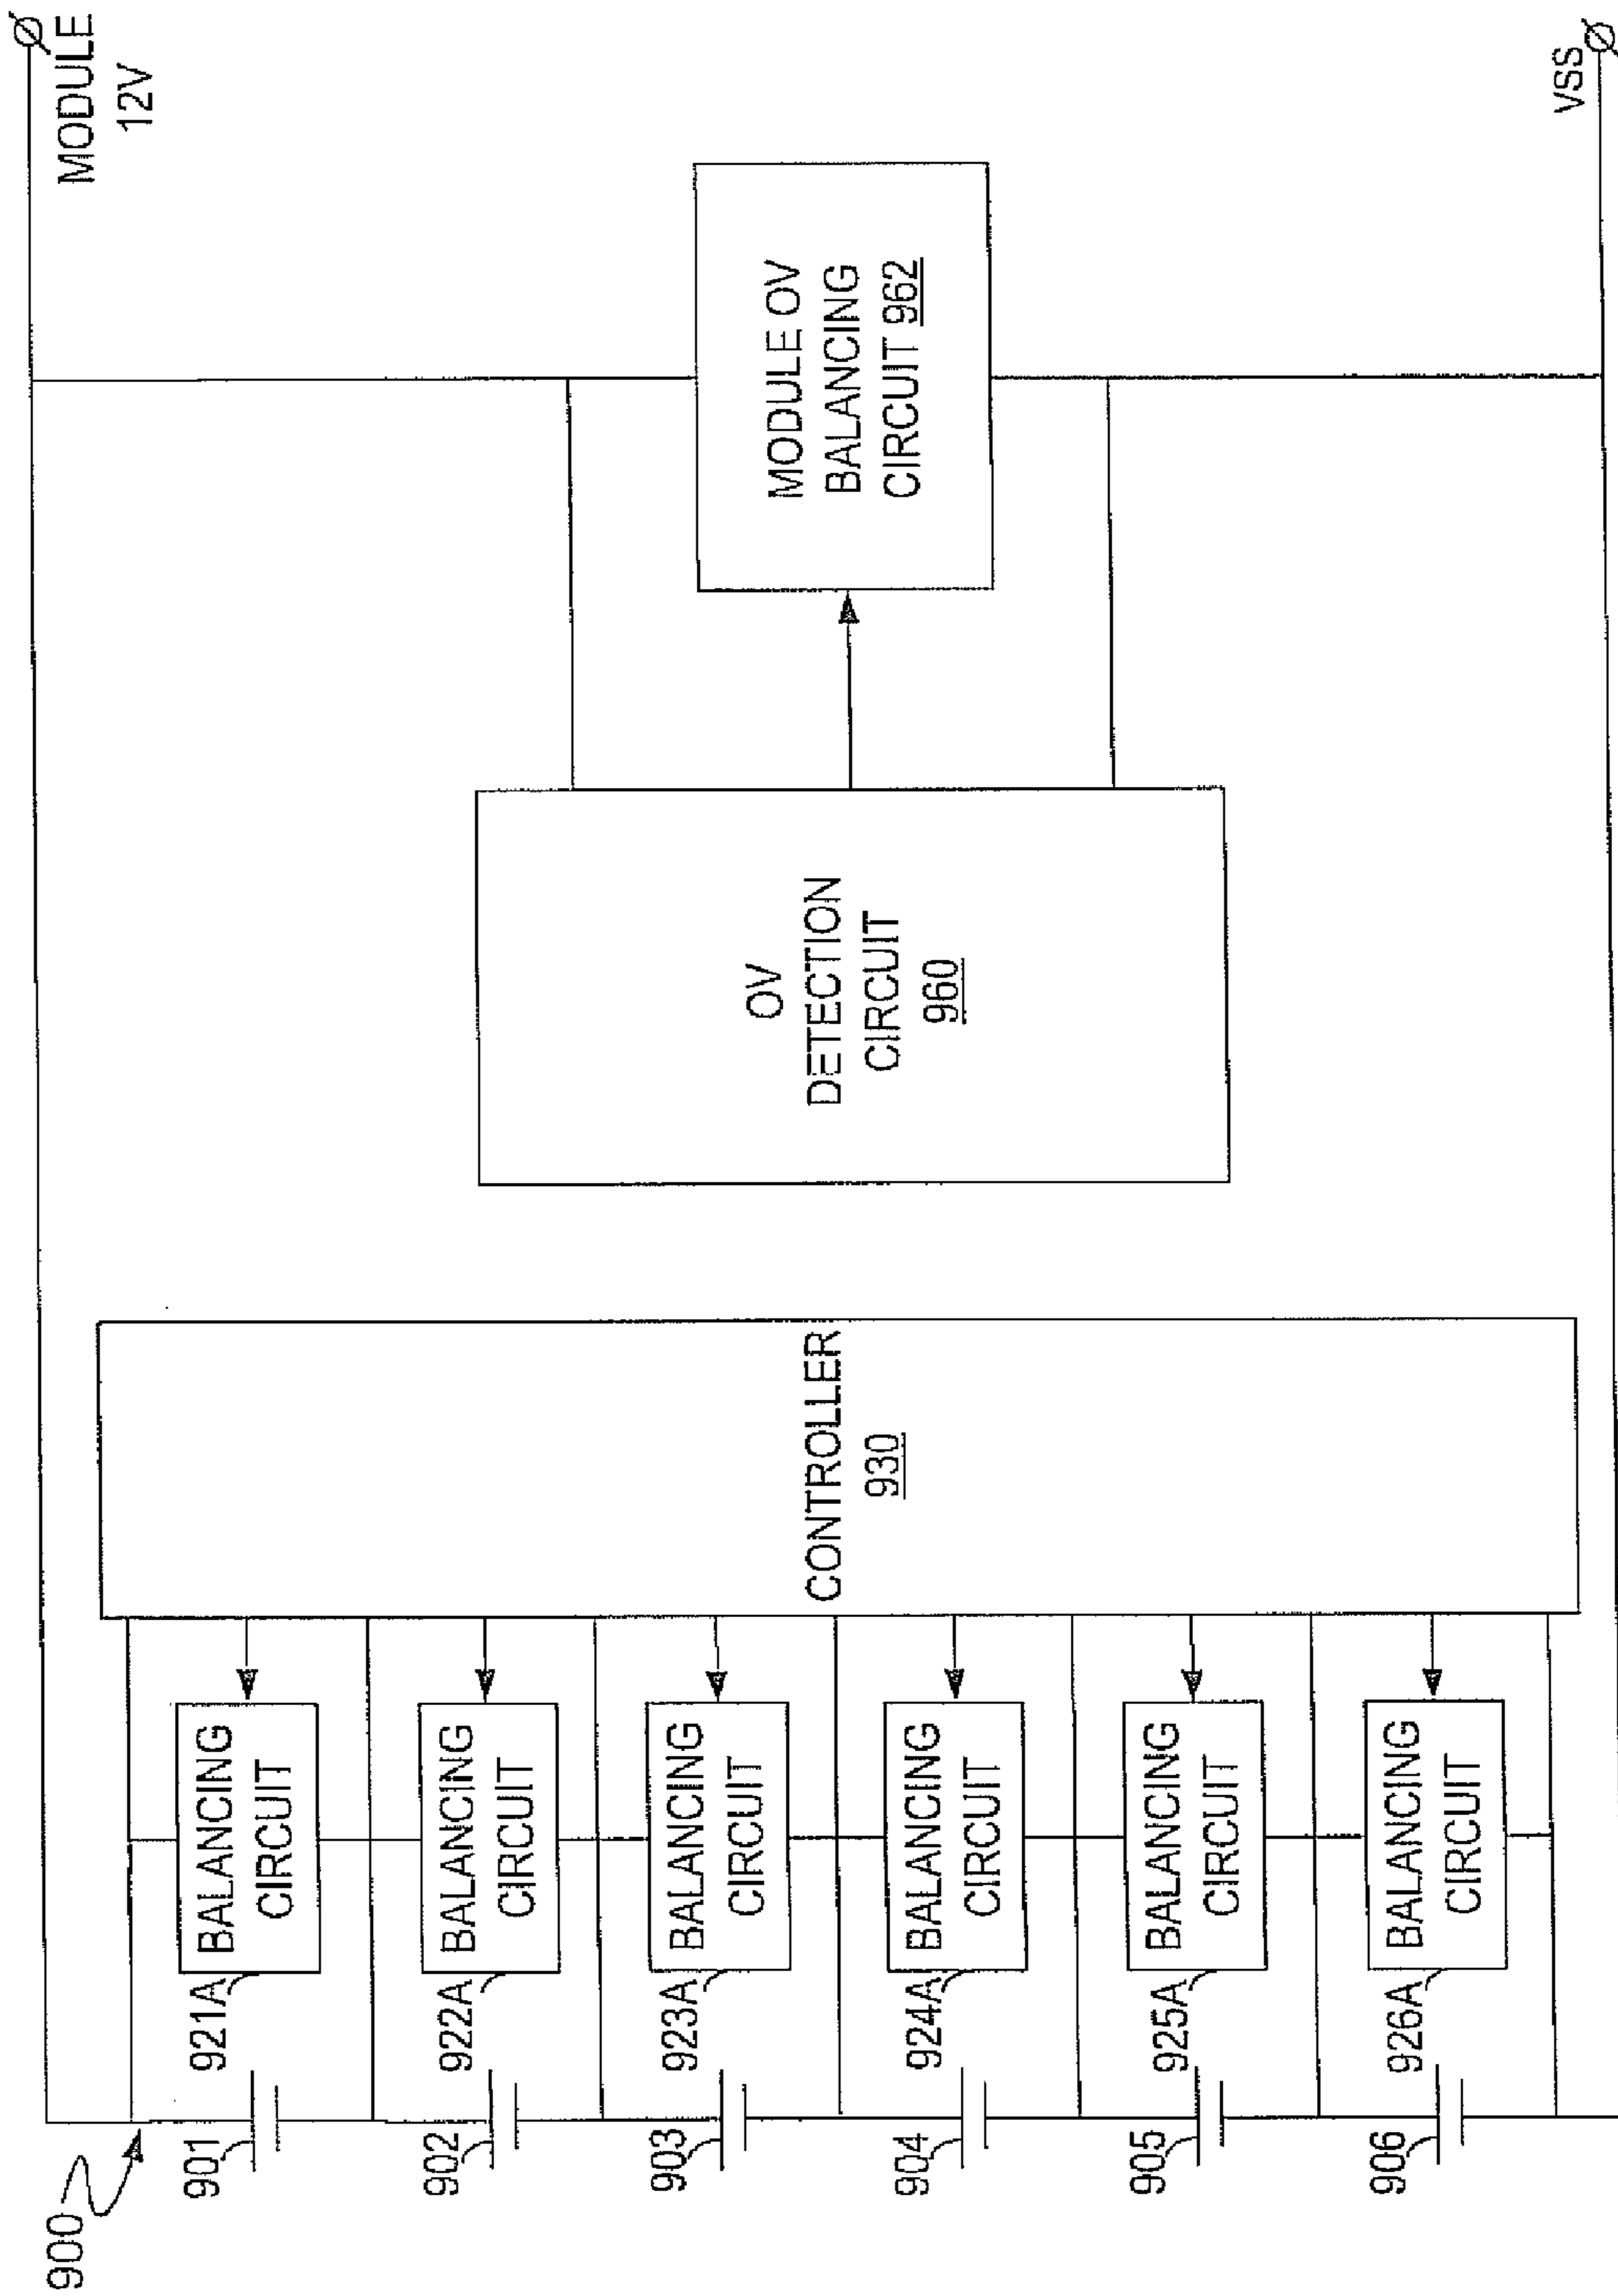 900
901
902
903
904
905
906
921A
922A
923A
924A
925A
926A
BALANCING
CIRCUIT
BALANCING
CIRCUIT
BALANCING
CIRCUIT
BALANCING
CIRCUIT
BALANCING
CIRCUIT
BALANCING
CIRCUIT
CONTROLLER
930
OV
DETECTION
CIRCUIT
960
MODULE OV
BALANCING
CIRCUIT 962
MODULE
12V
VSS